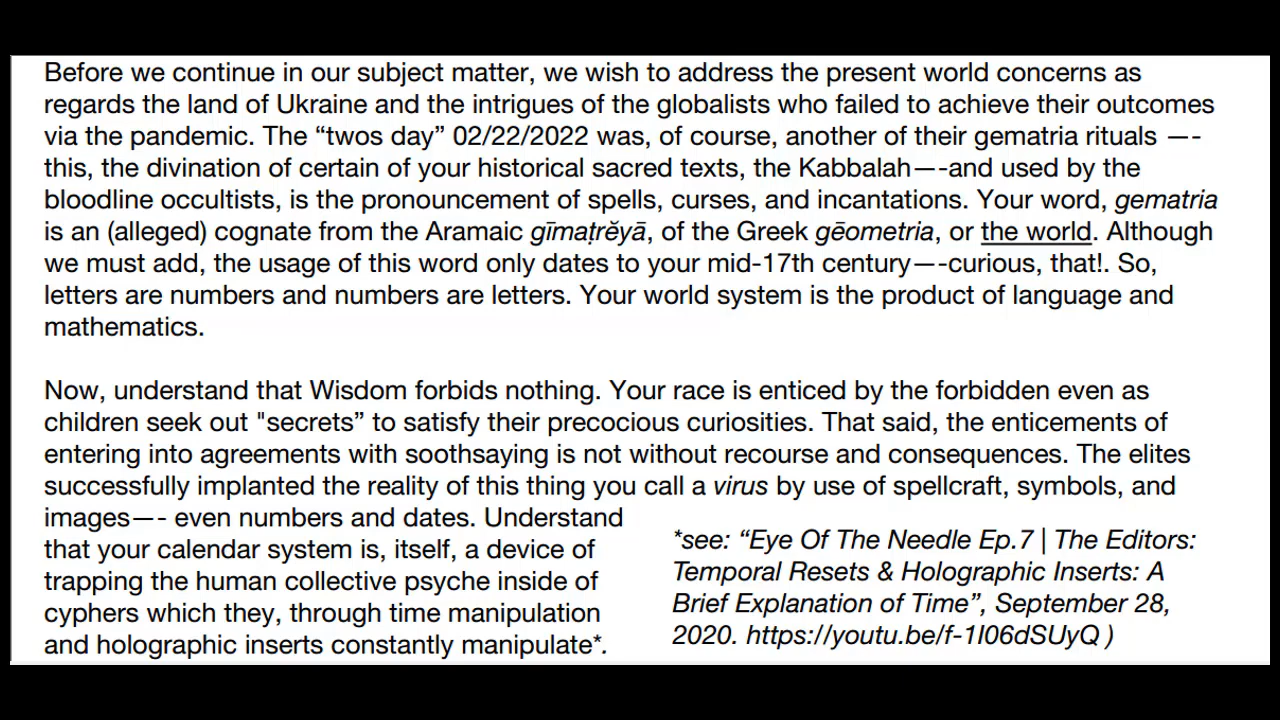 Before we continue in our subject matter, we wish to address the present world concerns as
regards the land of Ukraine and the intrigues of the globalists who failed to achieve their outcomes
via the pandemic. The “twos day” 02/22/2022 was, of course, another of their gematria rituals —-
this, the divination of certain of your historical sacred texts, the Kabbalah—-and used by the
bloodline occultists, is the pronouncement of spells, curses, and incantations. Your word, gematria
is an (alleged) cognate from the Aramaic gīmaṭrĕyā, of the Greek gēometria, or the world. Although
we must add, the usage of this word only dates to your mid-17th century—-curious, that!. So,
letters are numbers and numbers are letters. Your world system is the product of language and
mathematics.
Now, understand that Wisdom forbids nothing. Your race is enticed by the forbidden even as
children seek out "secrets” to satisfy their precocious curiosities. That said, the enticements of
entering into agreements with soothsaying is not without recourse and consequences. The elites
successfully implanted the reality of this thing you call a virus by use of spellcraft, symbols, and
images—- even numbers and dates. Understand
that your calendar system is, itself, a device of
trapping the human collective psyche inside of
cyphers which they, through time manipulation
and holographic inserts constantly manipulate*.
*see: “Eye Of The Needle Ep.7 | The Editors:
Temporal Resets & Holographic Inserts: A
Brief Explanation of Time”, September 28,
2020. https://youtu.be/f-1I06dSUyQ )